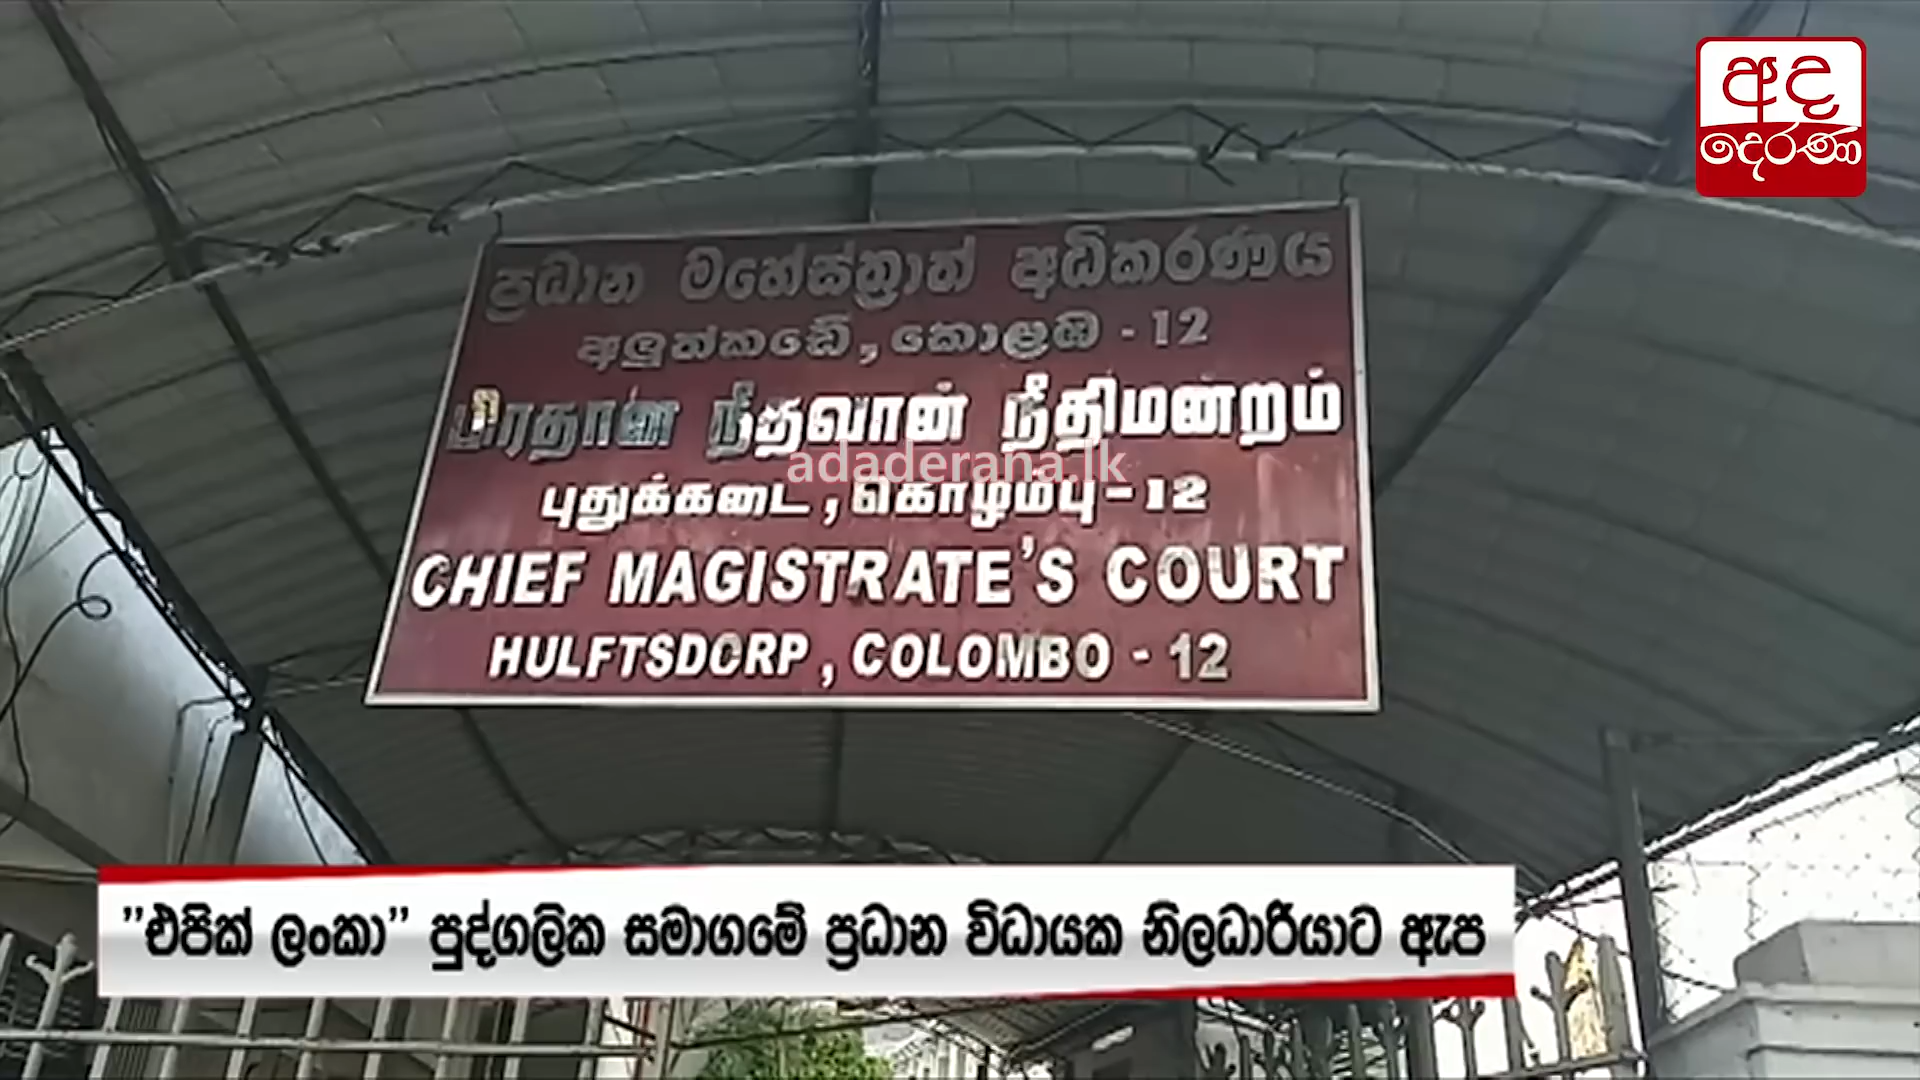 අද
දෙරණ
ප්‍රධාන මහේස්ත්‍රාත් අධිකරණය
අලුත්කඩේ, කොළඹ - 12
பிரதான நீதவான் நீதிமன்றம்
புதுக்கடை, கொழம்பு - 12
adaderana.lk
CHIEF MAGISTRATE'S COURT
HULFTSDORP, COLOMBO - 12
"එපික් ලංකා" පුද්ගලික සමාගමේ ප්‍රධාන විධායක නිලධාරියාට ඇප